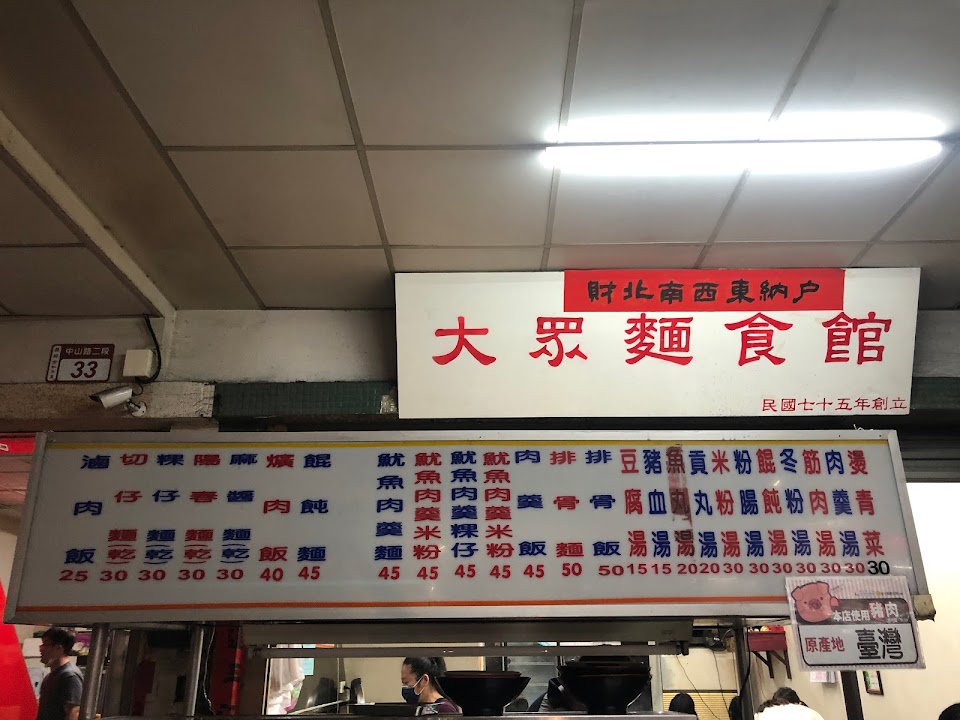 户納東西南北財
大眾麵食館
民國七十五年創立
中山路二段
33
滷肉飯 25
切仔麵(乾) 30
粿仔麵(乾) 30
陽春麵(乾) 30
麻醬麵(乾) 30
爌肉飯 40
餛飩麵 45
魷魚肉羹麵 45
魷魚肉羹米粉 45
魷魚肉羹粿仔 45
魷魚肉羹米粉 45
肉羹飯 45
排骨麵 50
排骨飯 50
豆腐湯 15
豬血湯 15
魚丸湯 20
貢丸湯 20
米粉湯 30
粉腸湯 30
餛飩湯 30
冬粉湯 30
筋肉湯 30
肉羹湯 30
燙青菜 30
本店使用豬肉
原產地 臺灣